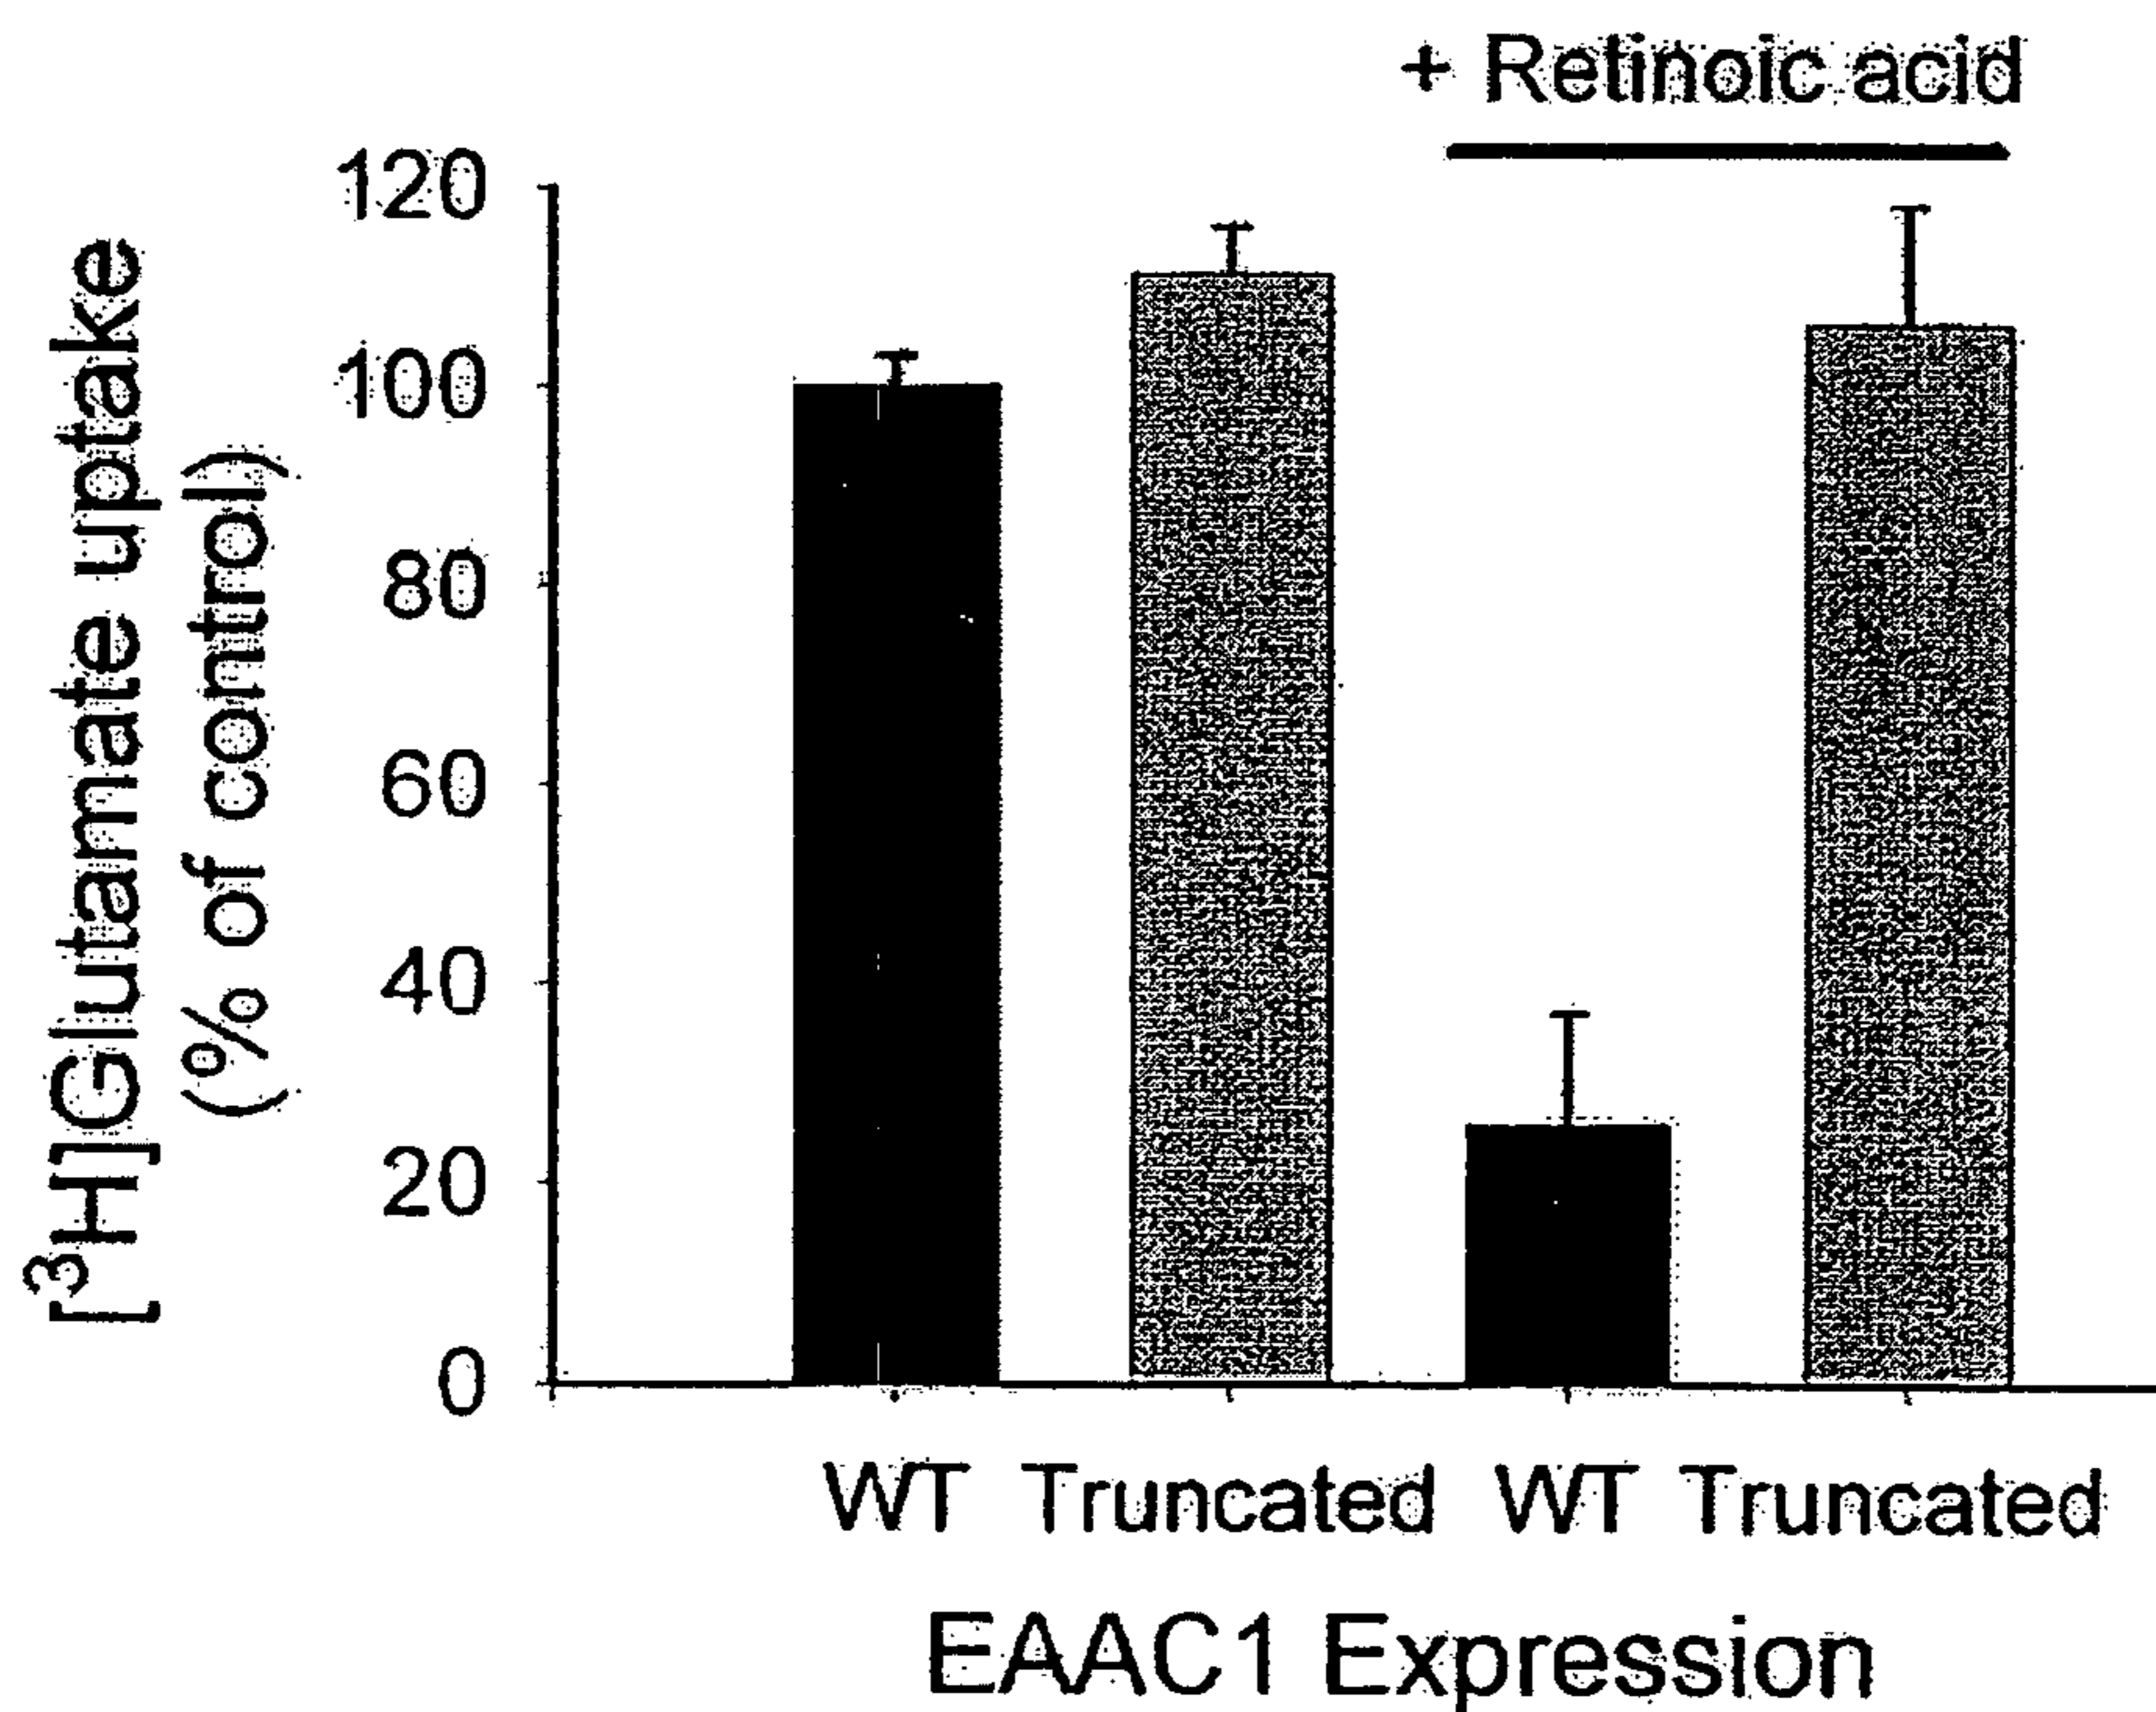 + Retinoic acid
120
100
80
60
40
20
0
[³H]Glutamate uptake
(% of control)
WT Truncated WT Truncated
EAAC1 Expression